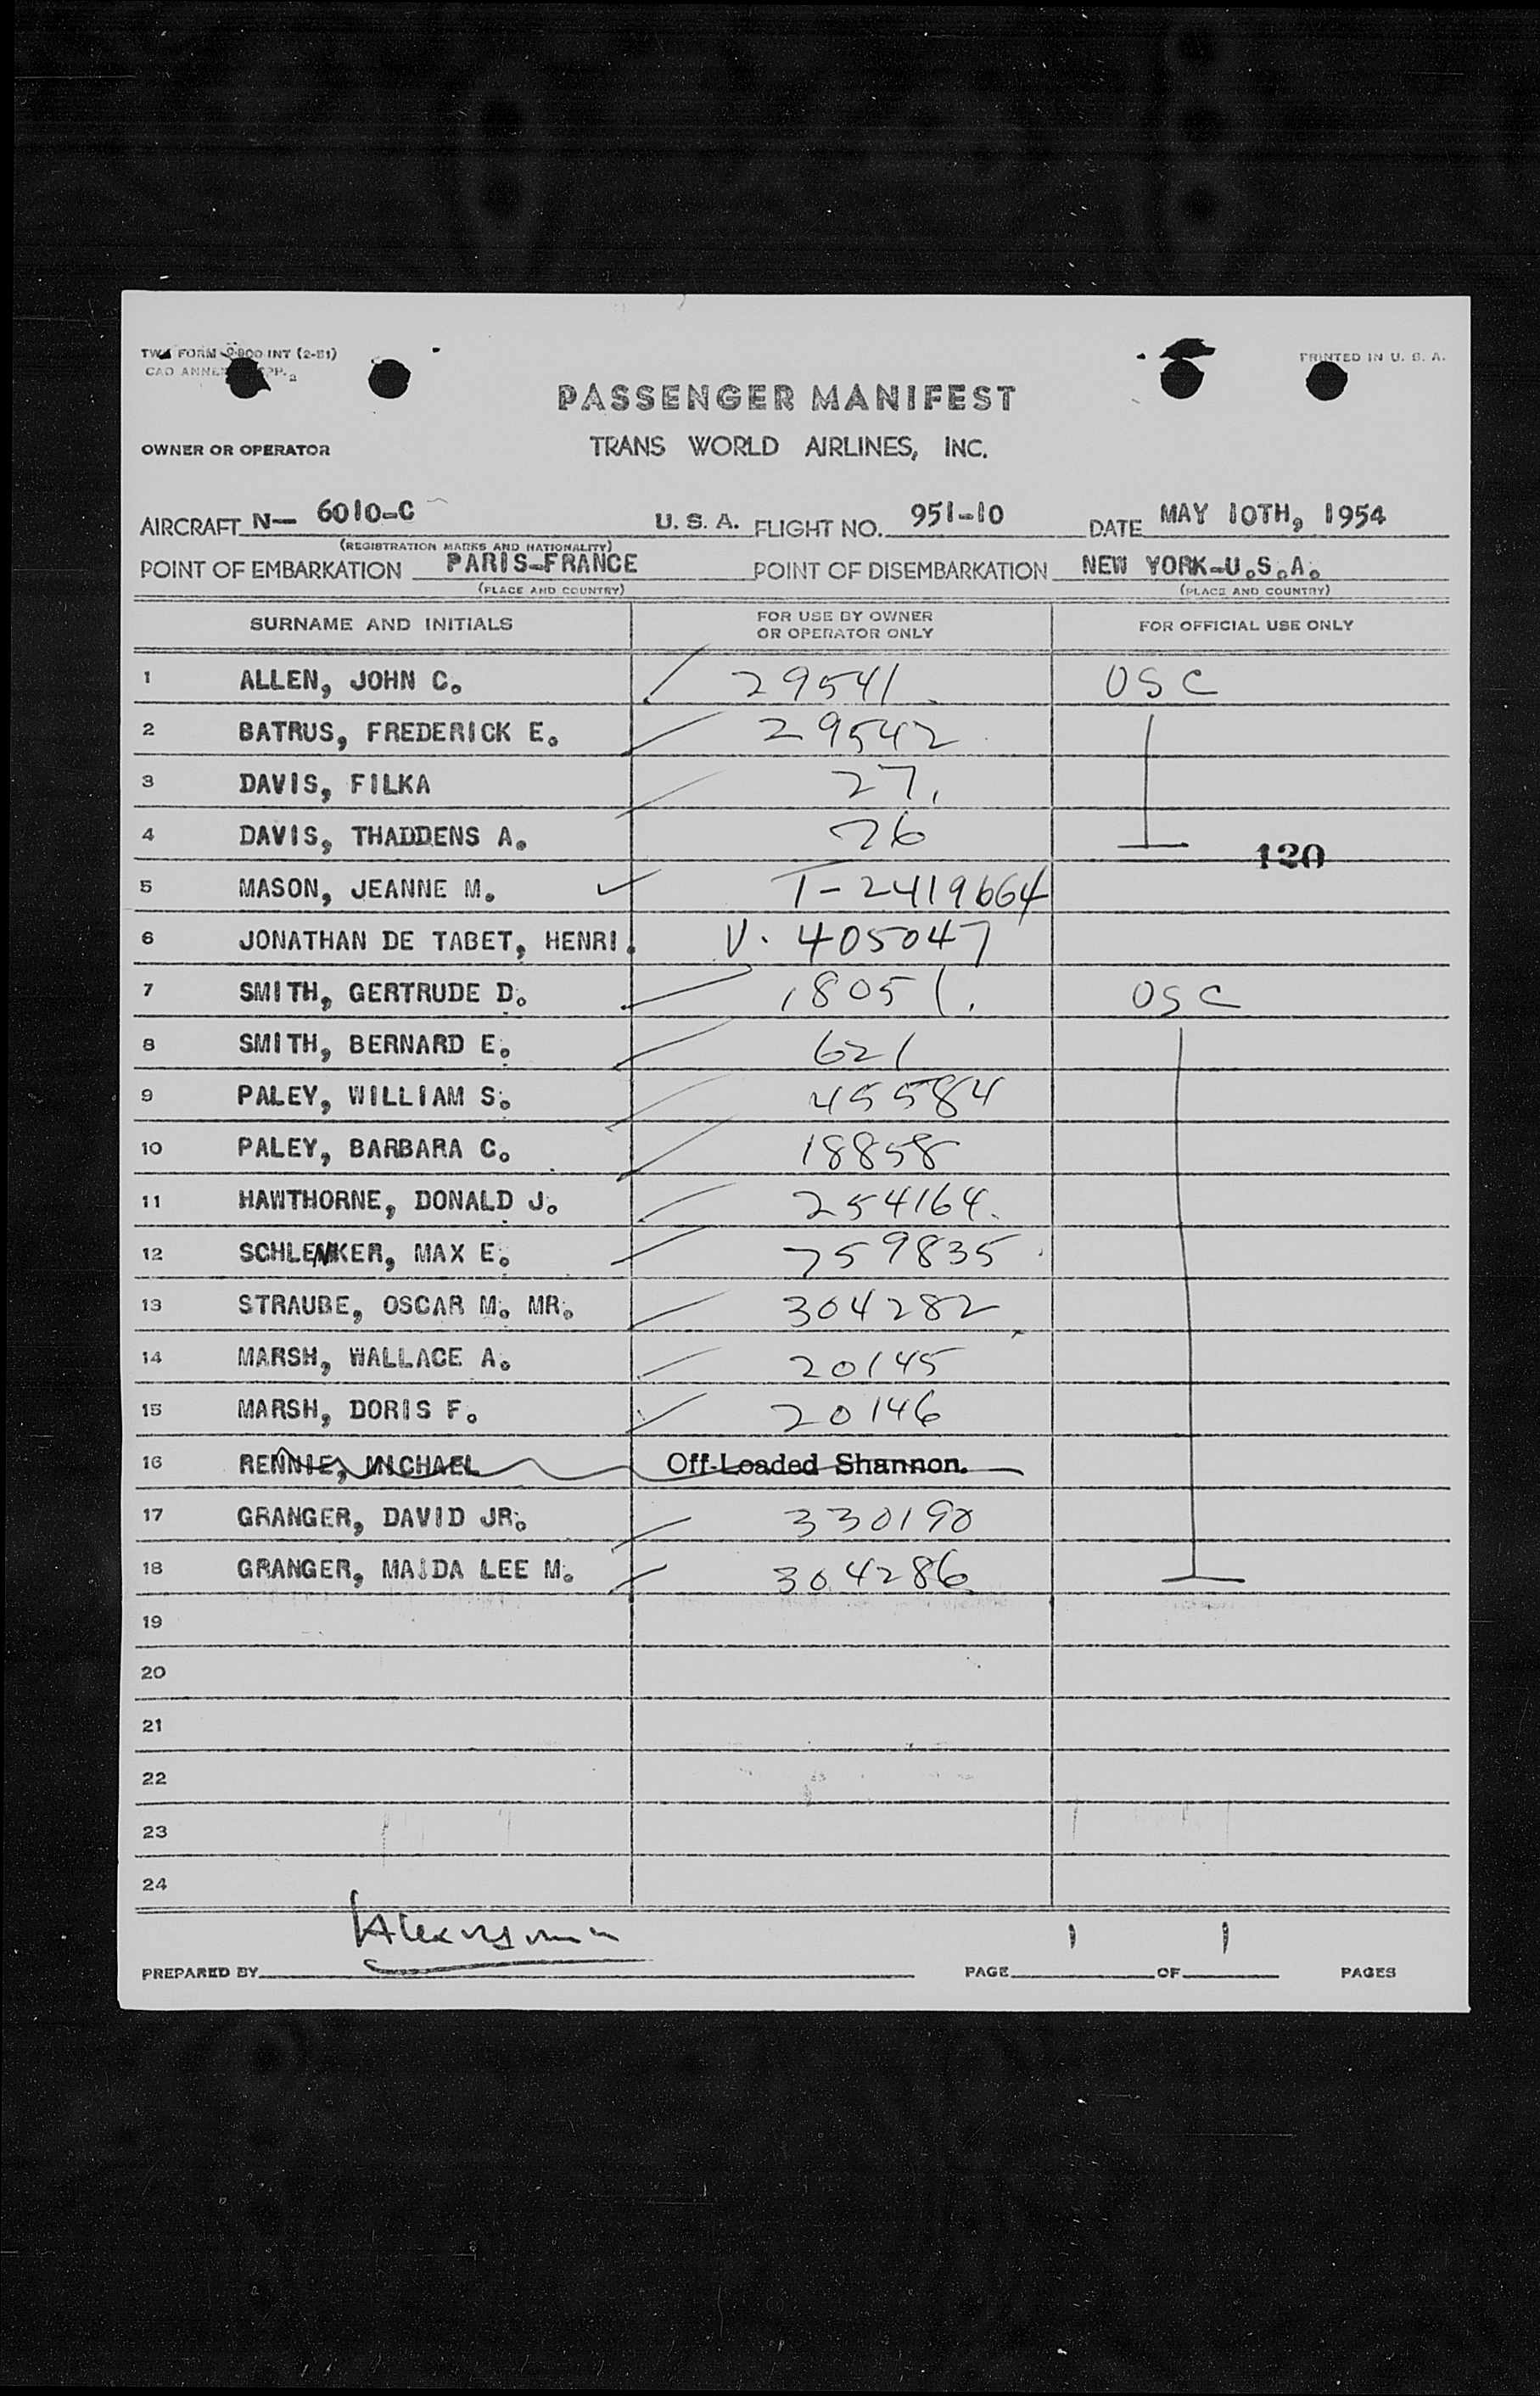 TWA FORM 2800 INT (2-51)
PRINTED IN U. S. A.
PASSENGER MANIFEST
OWNER OR OPERATOR TRANS WORLD AIRLINES, INC.
AIRCRAFT N- 6010-C U. S. A. FLIGHT NO. 951-10 DATE MAY 10TH, 1954
(REGISTRATION MARKS AND NATIONALITY)
POINT OF EMBARKATION PARIS-FRANCE POINT OF DISEMBARKATION NEW YORK-U.S.A.
(PLACE AND COUNTRY) (PLACE AND COUNTRY)
SURNAME AND INITIALS FOR USE BY OWNER OR OPERATOR ONLY FOR OFFICIAL USE ONLY
1 ALLEN, JOHN C. 29541 USC
2 BATRUS, FREDERICK E. 29542
3 DAVIS, FILKA 27.
4 DAVIS, THADDENS A. 26
120
5 MASON, JEANNE M. T-2419664
6 JONATHAN DE TABET, HENRI. V. 405047
7 SMITH, GERTRUDE D. 18051. USC
8 SMITH, BERNARD E. 621
9 PALEY, WILLIAM S. 45584
10 PALEY, BARBARA C. 18858
11 HAWTHORNE, DONALD J. 254164.
12 SCHLENKER, MAX E. 259835
13 STRAUBE, OSCAR M. MR. 304282
14 MARSH, WALLACE A. 20145
15 MARSH, DORIS F. 20146
16 RENNIE, MICHAEL Off-Loaded Shannon.
17 GRANGER, DAVID JR. 330190
18 GRANGER, MAIDA LEE M. 304286
19
20
21
22
23
24
PREPARED BY PAGE 1 OF 1 PAGES